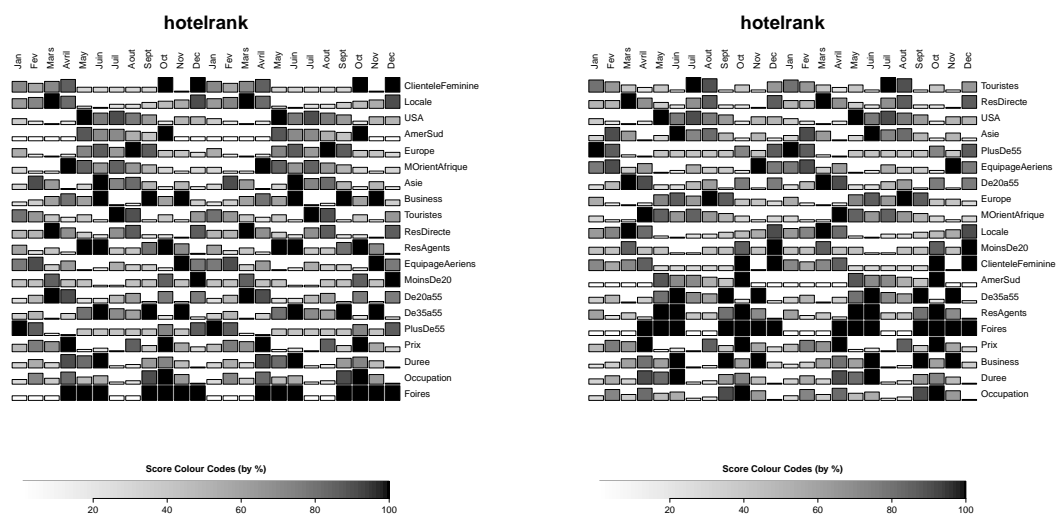 hotelrank
Jan Fev Mars Avril May Juin Juil Aout Sept Oct Nov Dec Jan Fev Mars Avril May Juin Juil Aout Sept Oct Nov Dec
ClienteleFeminine
Locale
USA
AmerSud
Europe
MOrientAfrique
Asie
Business
Touristes
ResDirecte
ResAgents
EquipageAeriens
MoinsDe20
De20a55
De35a55
PlusDe55
Prix
Duree
Occupation
Foires
Score Colour Codes (by %)
20 40 60 80 100
hotelrank
Jan Fev Mars Avril May Juin Juil Aout Sept Oct Nov Dec Jan Fev Mars Avril May Juin Juil Aout Sept Oct Nov Dec
Touristes
ResDirecte
USA
Asie
PlusDe55
EquipageAeriens
De20a55
Europe
MOrientAfrique
Locale
MoinsDe20
ClienteleFeminine
AmerSud
De35a55
ResAgents
Foires
Prix
Business
Duree
Occupation
Score Colour Codes (by %)
20 40 60 80 100